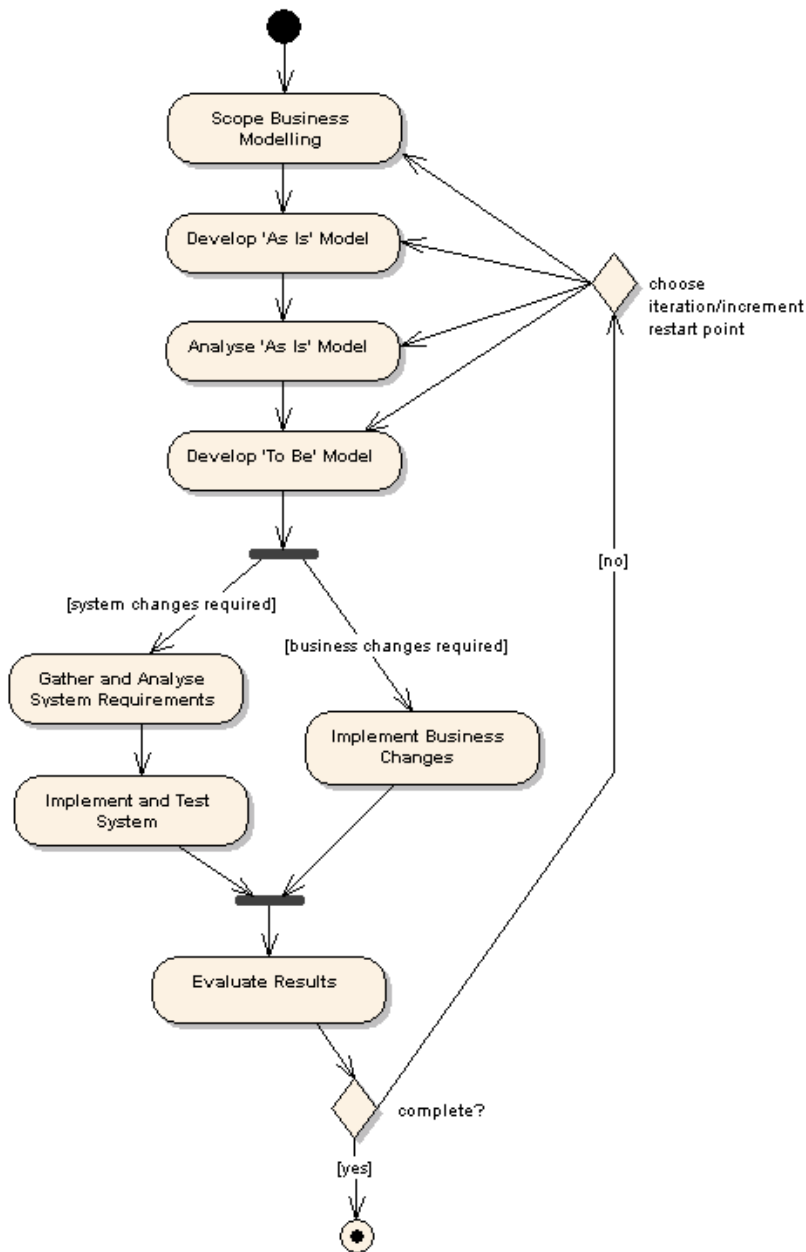 Scope Business
Modelling
Develop 'As Is' Model
choose
iteration/increment
restart point
Analyse 'As Is' Model
Develop 'To Be' Model
[no]
[system changes required]
[business changes required]
Gather and Analyse
System Requirements
Implement Business
Changes
Implement and Test
System
Evaluate Results
complete?
[yes]